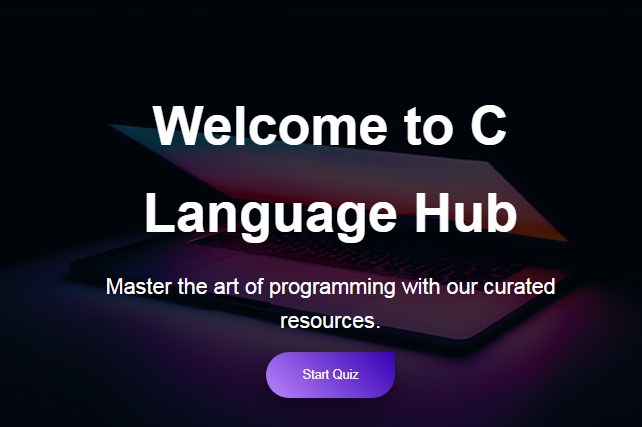 Welcome to C
Language Hub
Master the art of programming with our curated
resources.
Start Quiz